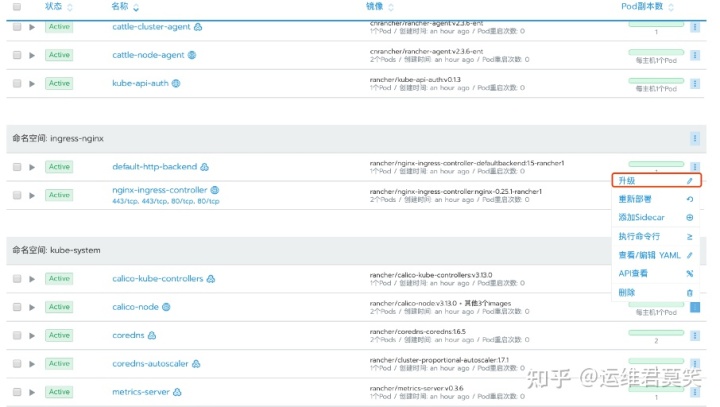 状态 名称 镜像 Pod副本数
Active cattle-cluster-agent cnrancher/rancher-agent:v2.3.6-ent
1个Pod / 创建时间: an hour ago / Pod重启次数: 0 1
Active cattle-node-agent cnrancher/rancher-agent:v2.3.6-ent
2个Pods / 创建时间: an hour ago / Pod重启次数: 0 每主机1个Pod
Active kube-api-auth rancher/kube-api-auth:v0.1.3
1个Pod / 创建时间: an hour ago / Pod重启次数: 0 每主机1个Pod
命名空间: ingress-nginx
Active default-http-backend rancher/nginx-ingress-controller-defaultbackend:1.5-rancher1
1个Pod / 创建时间: an hour ago / Pod重启次数: 0 1
Active nginx-ingress-controller rancher/nginx-ingress-controller:nginx-0.25.1-rancher1
443/tcp, 443/tcp, 80/tcp, 80/tcp 2个Pods / 创建时间: an hour ago / Pod重启次数: 0
升级
重新部署
添加Sidecar
执行命令行
查看/编辑 YAML
API查看
删除
命名空间: kube-system
Active calico-kube-controllers rancher/calico-kube-controllers:v3.13.0
1个Pod / 创建时间: an hour ago / Pod重启次数: 0
Active calico-node rancher/calico-node:v3.13.0 + 其他3个images
2个Pods / 创建时间: an hour ago / Pod重启次数: 0 每主机1个Pod
Active coredns rancher/coredns-coredns:1.6.5
2个Pods / 创建时间: an hour ago / Pod重启次数: 0 2
Active coredns-autoscaler rancher/cluster-proportional-autoscaler:1.7.1
1个Pod / 创建时间: an hour ago / Pod重启次数: 0
Active metrics-server rancher/metrics-server:v0.3.6
1个Pod / 创建时间: an hour ago / Pod重启次数: 0 1
知乎 @运维君莫笑